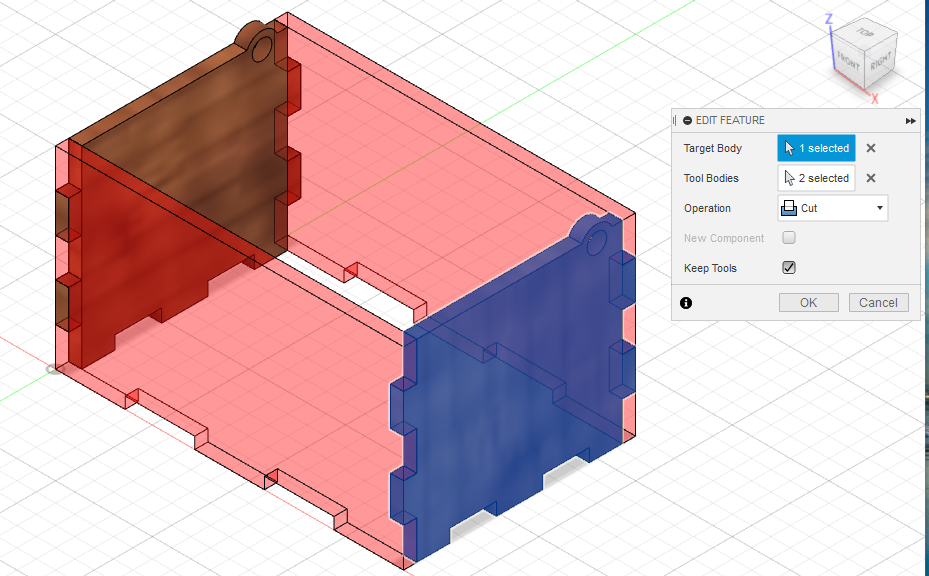 Z
TOP
FRONT
RIGHT
X
EDIT FEATURE
Target Body
1 selected
Tool Bodies
2 selected
Operation
Cut
New Component
Keep Tools
OK
Cancel